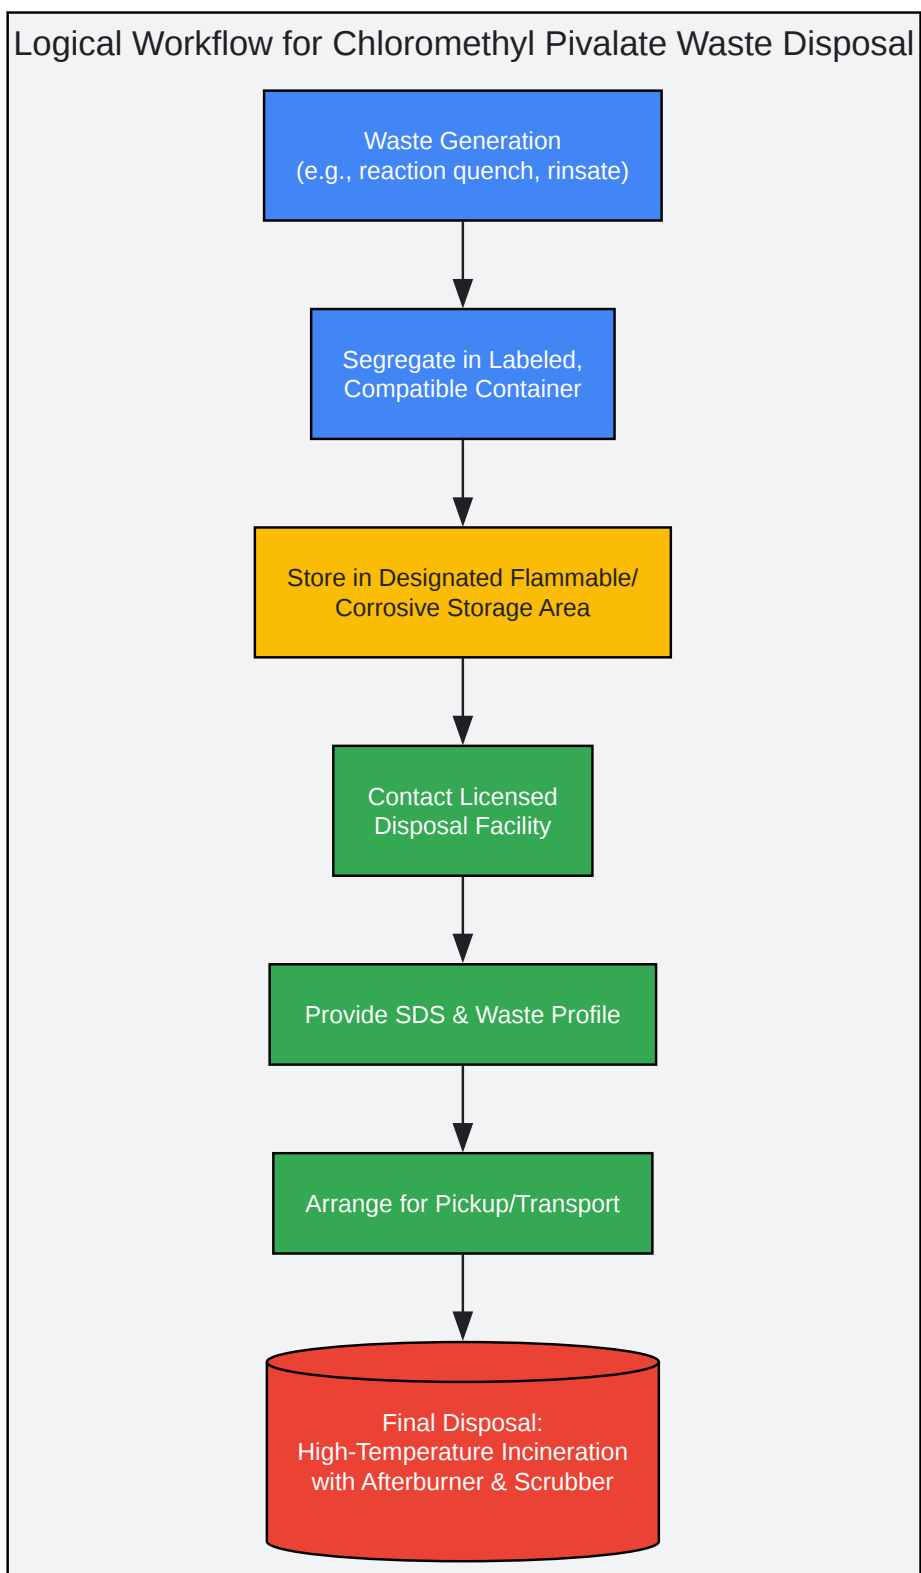 Logical Workflow for Chloromethyl Pivalate Waste Disposal
Waste Generation
(e.g., reaction quench, rinsate)
Segregate in Labeled,
Compatible Container
Store in Designated Flammable/
Corrosive Storage Area
Contact Licensed
Disposal Facility
Provide SDS & Waste Profile
Arrange for Pickup/Transport
Final Disposal:
High-Temperature Incineration
with Afterburner & Scrubber